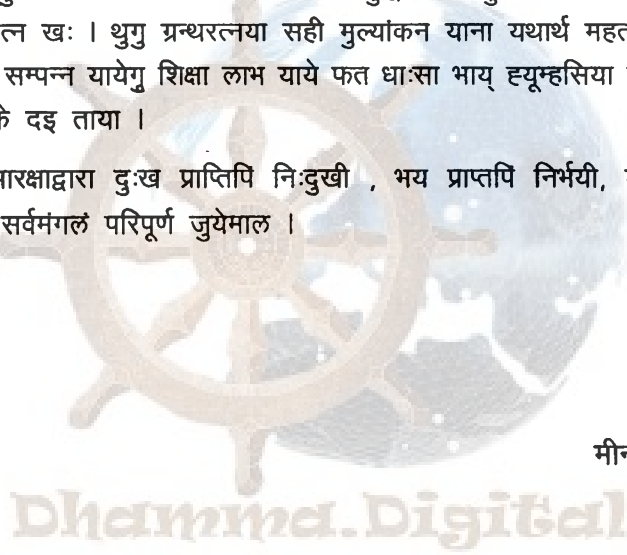 त्न खः । थुगु ग्रन्थरत्नया सही मुल्यांकन याना यथार्थ महत
सम्पन्न यायेगु शिक्षा लाभ याये फत धाःसा भाय् ह्यूम्हसिया
के दइ ताया ।
ारक्षाद्वारा दुःख प्राप्तिपिं निःदुखी , भय प्राप्तपिं निर्भयी,
सर्वमंगलं परिपूर्ण जुयेमाल ।
मीन
Dhamma.Digital